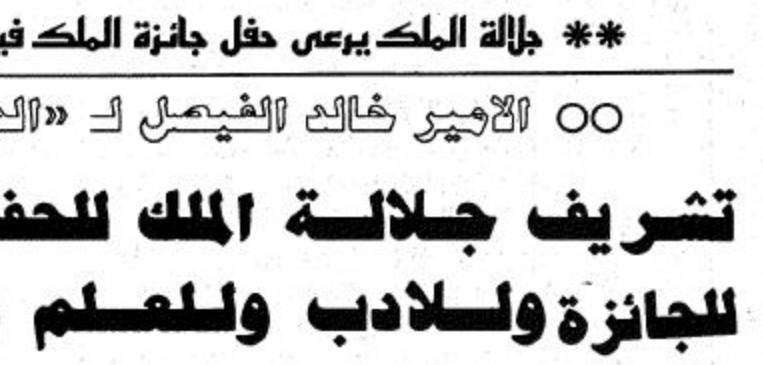 ** جلالة الملك يرعى حفل جائزة الملك
○○ الامير خالد الفيصل لـ «
تشريف جلالة الملك
للجائزة وللادب وللعلم